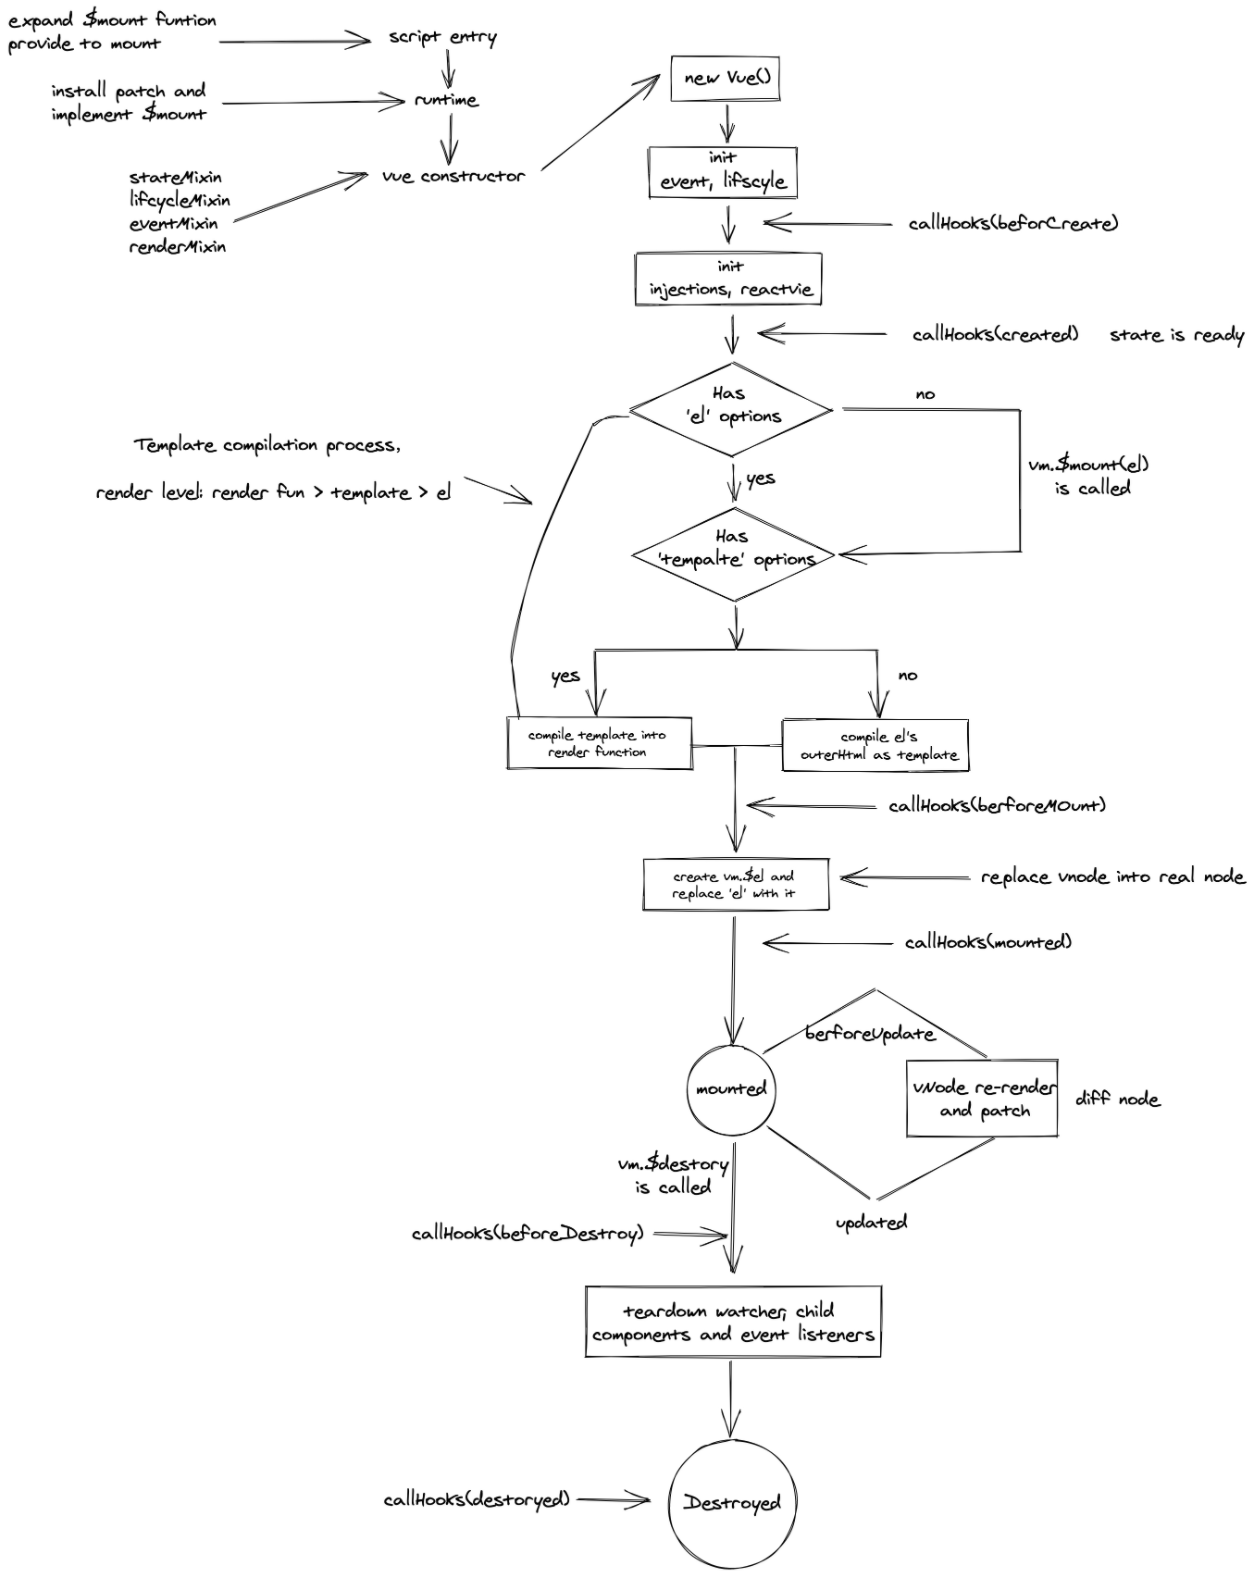 expand $mount funtion
provide to mount
script entry
install patch and
implement $mount
runtime
stateMixin
lifcycleMixin
eventMixin
renderMixin
vue constructor
new Vue()
init
event, lifscyle
callHooks(beforCreate)
init
injections, reactvie
callHooks(created) state is ready
Has
'el' options
no
yes
vm.$mount(el)
is called
Template compilation process,
render level: render fun > template > el
Has
'tempalte' options
yes
no
compile template into
render function
compile el's
outerHtml as template
callHooks(berforeMOunt)
create vm.$el and
replace 'el' with it
replace vnode into real node
callHooks(mounted)
berforeUpdate
mounted
vNode re-render
and patch
diff node
vm.$destory
is called
updated
callHooks(beforeDestroy)
teardown watcher, child
components and event listeners
callHooks(destoryed)
Destroyed